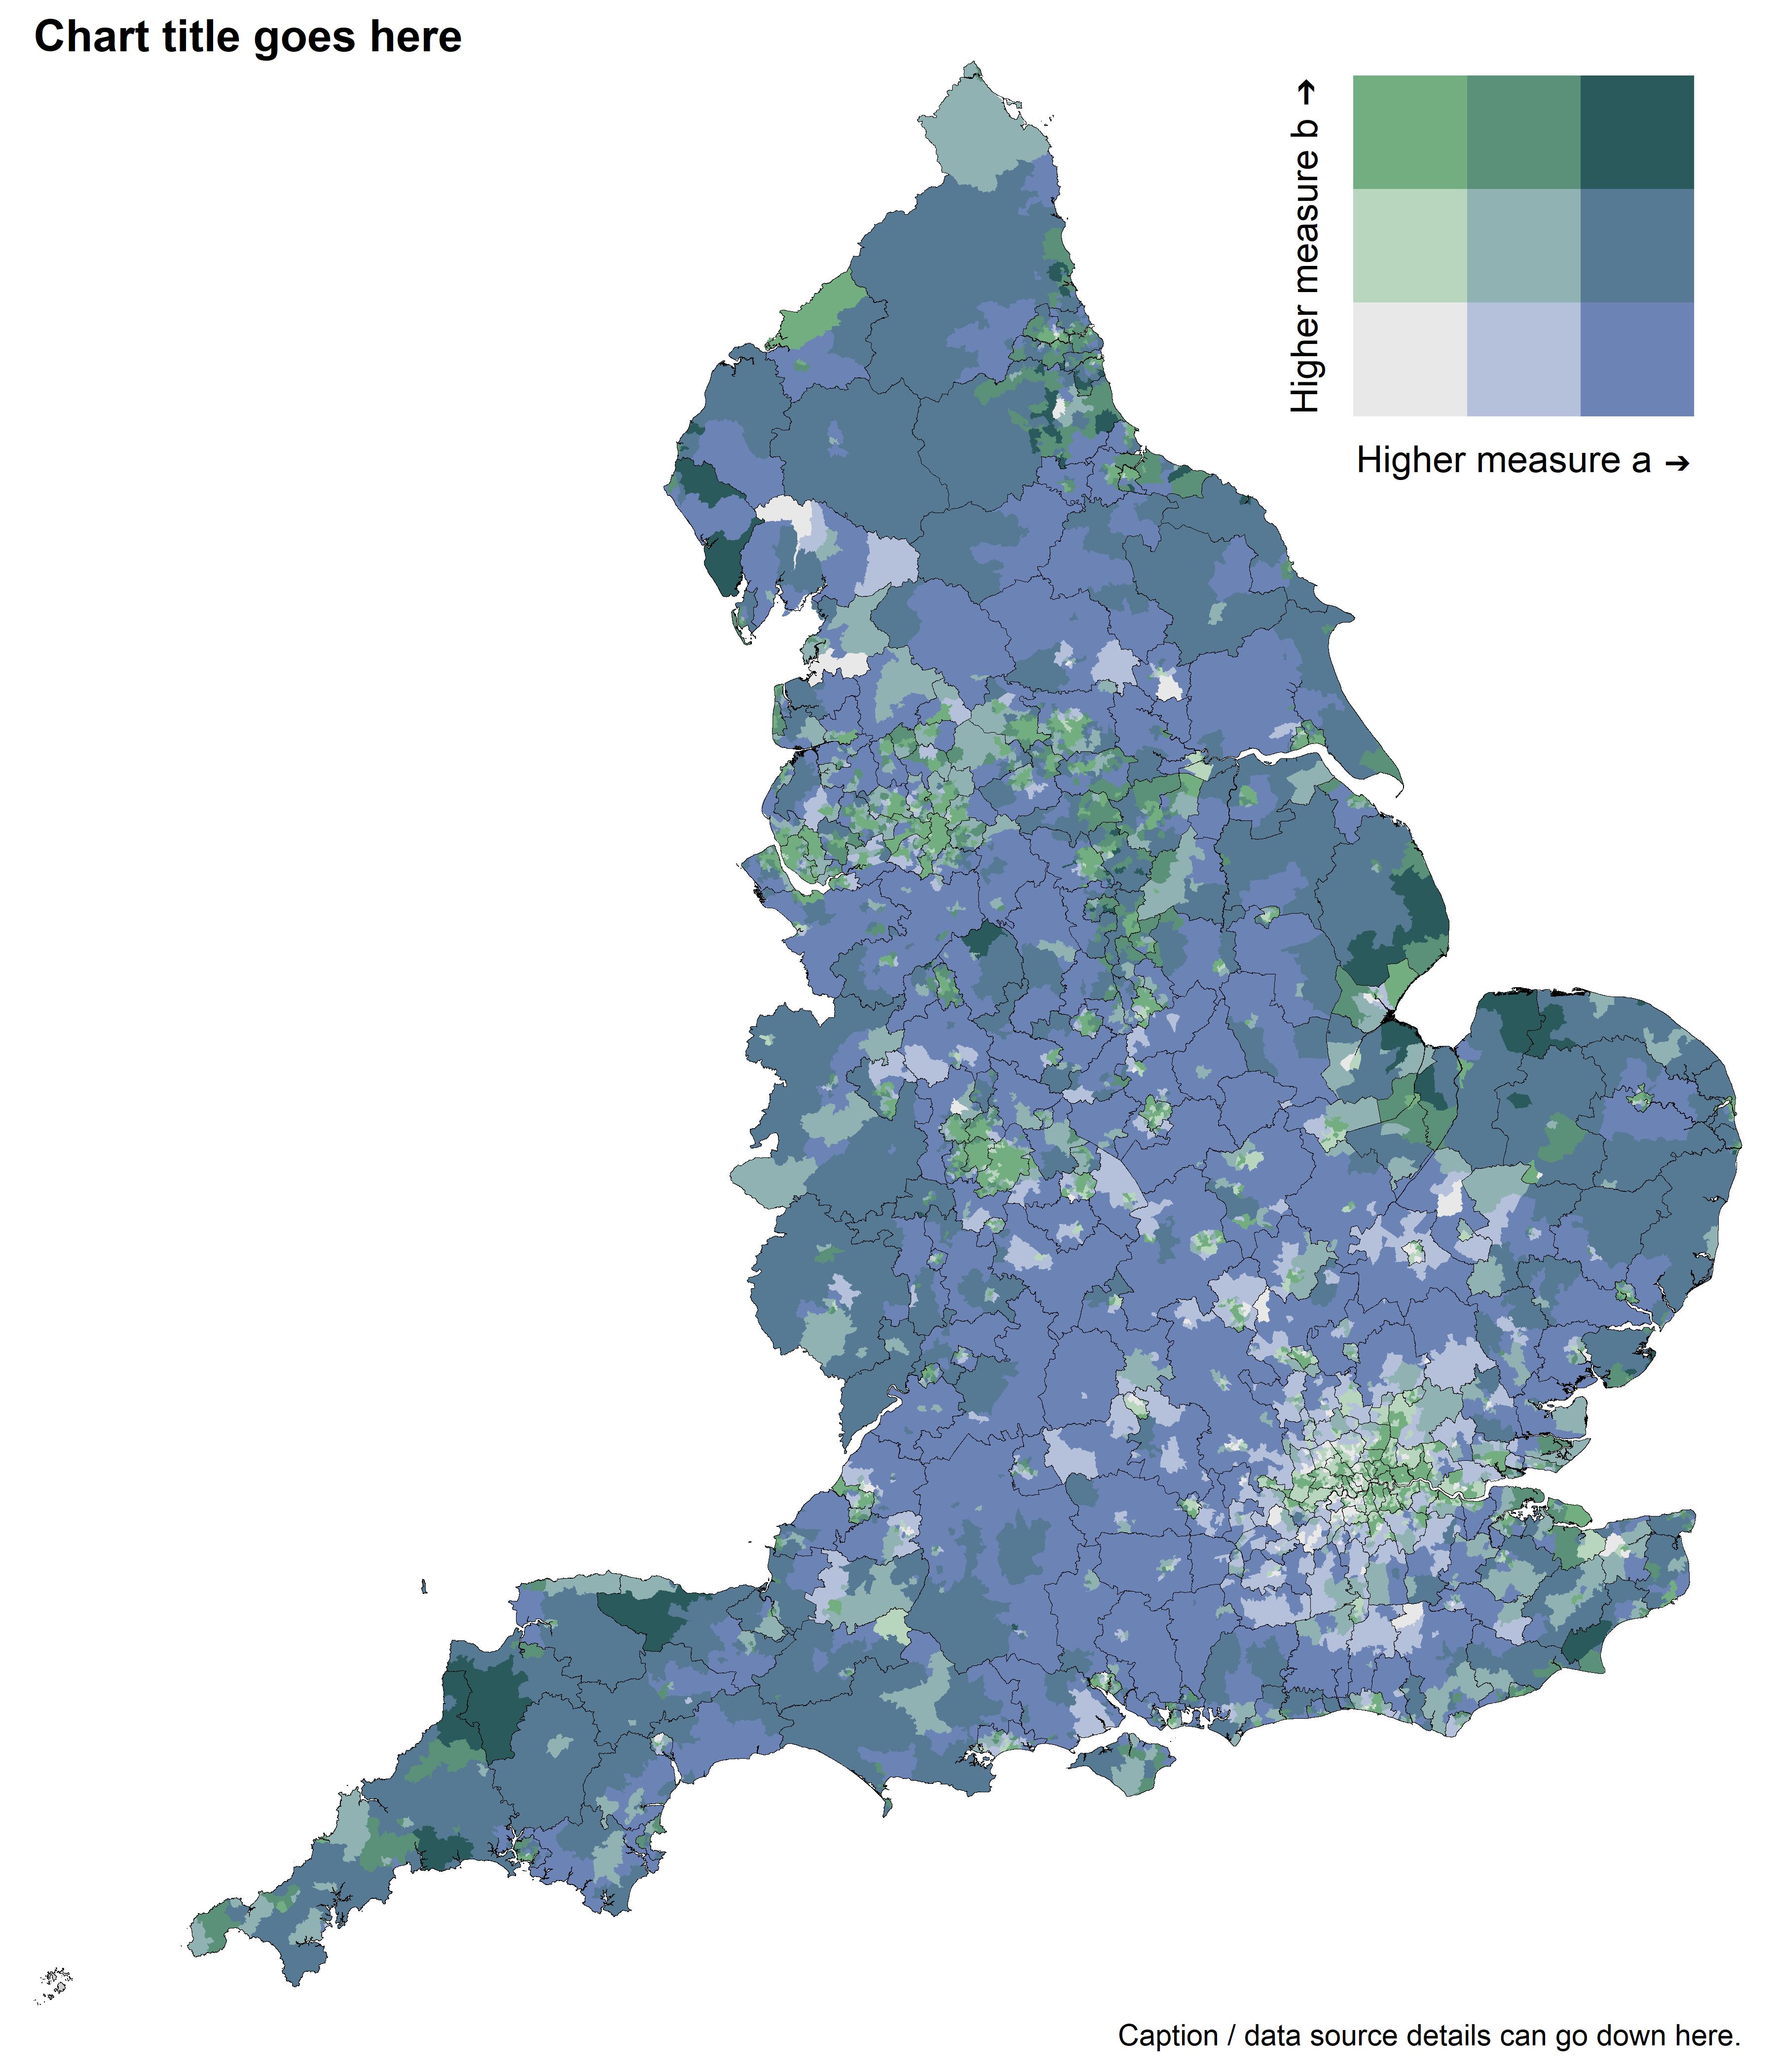 Chart title goes here
Higher measure b →
Higher measure a →
Caption / data source details can go down here.